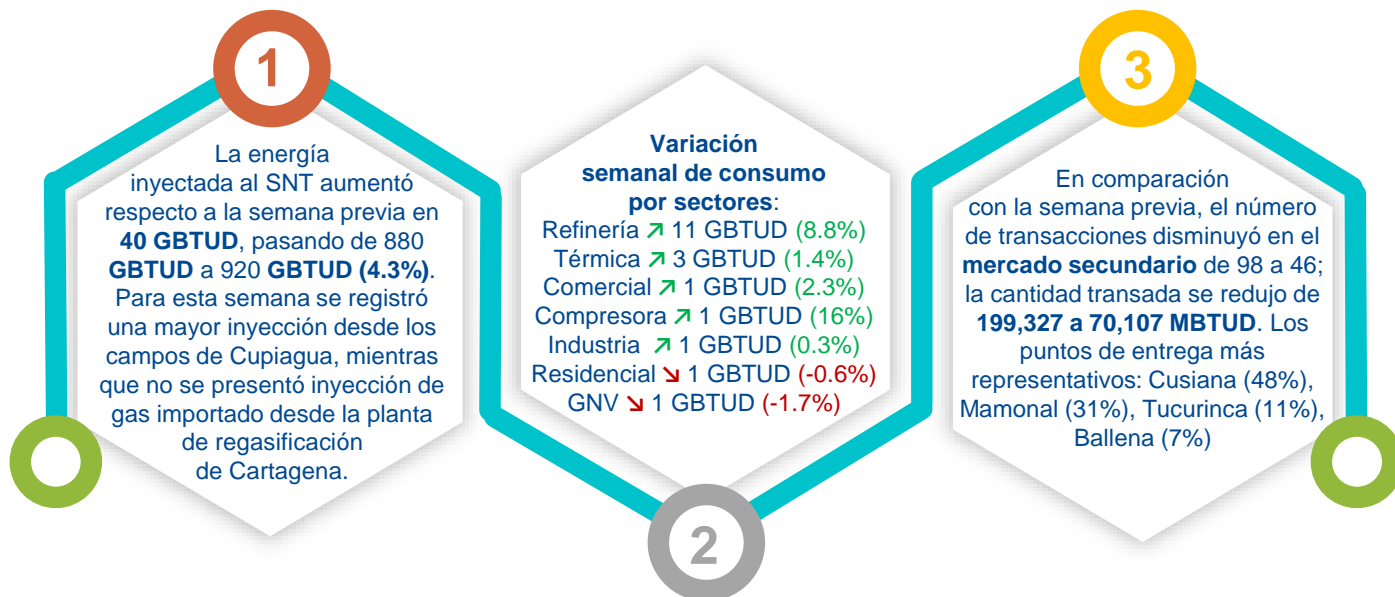 1
La energía
inyectada al SNT aumentó
respecto a la semana previa en
40 GBTUD, pasando de 880
GBTUD a 920 GBTUD (4.3%).
Para esta semana se registró
una mayor inyección desde los
campos de Cupiagua, mientras
que no se presentó inyección de
gas importado desde la planta
de regasificación
de Cartagena.
Variación
semanal de consumo
por sectores:
Refinería ↗ 11 GBTUD (8.8%)
Térmica ↗ 3 GBTUD (1.4%)
Comercial ↗ 1 GBTUD (2.3%)
Compresora ↗ 1 GBTUD (16%)
Industria ↗ 1 GBTUD (0.3%)
Residencial ↘ 1 GBTUD (-0.6%)
GNV ↘ 1 GBTUD (-1.7%)
2
3
En comparación
con la semana previa, el número
de transacciones disminuyó en el
mercado secundario de 98 a 46;
la cantidad transada se redujo de
199,327 a 70,107 MBTUD. Los
puntos de entrega más
representativos: Cusiana (48%),
Mamonal (31%), Tucurinca (11%),
Ballena (7%)